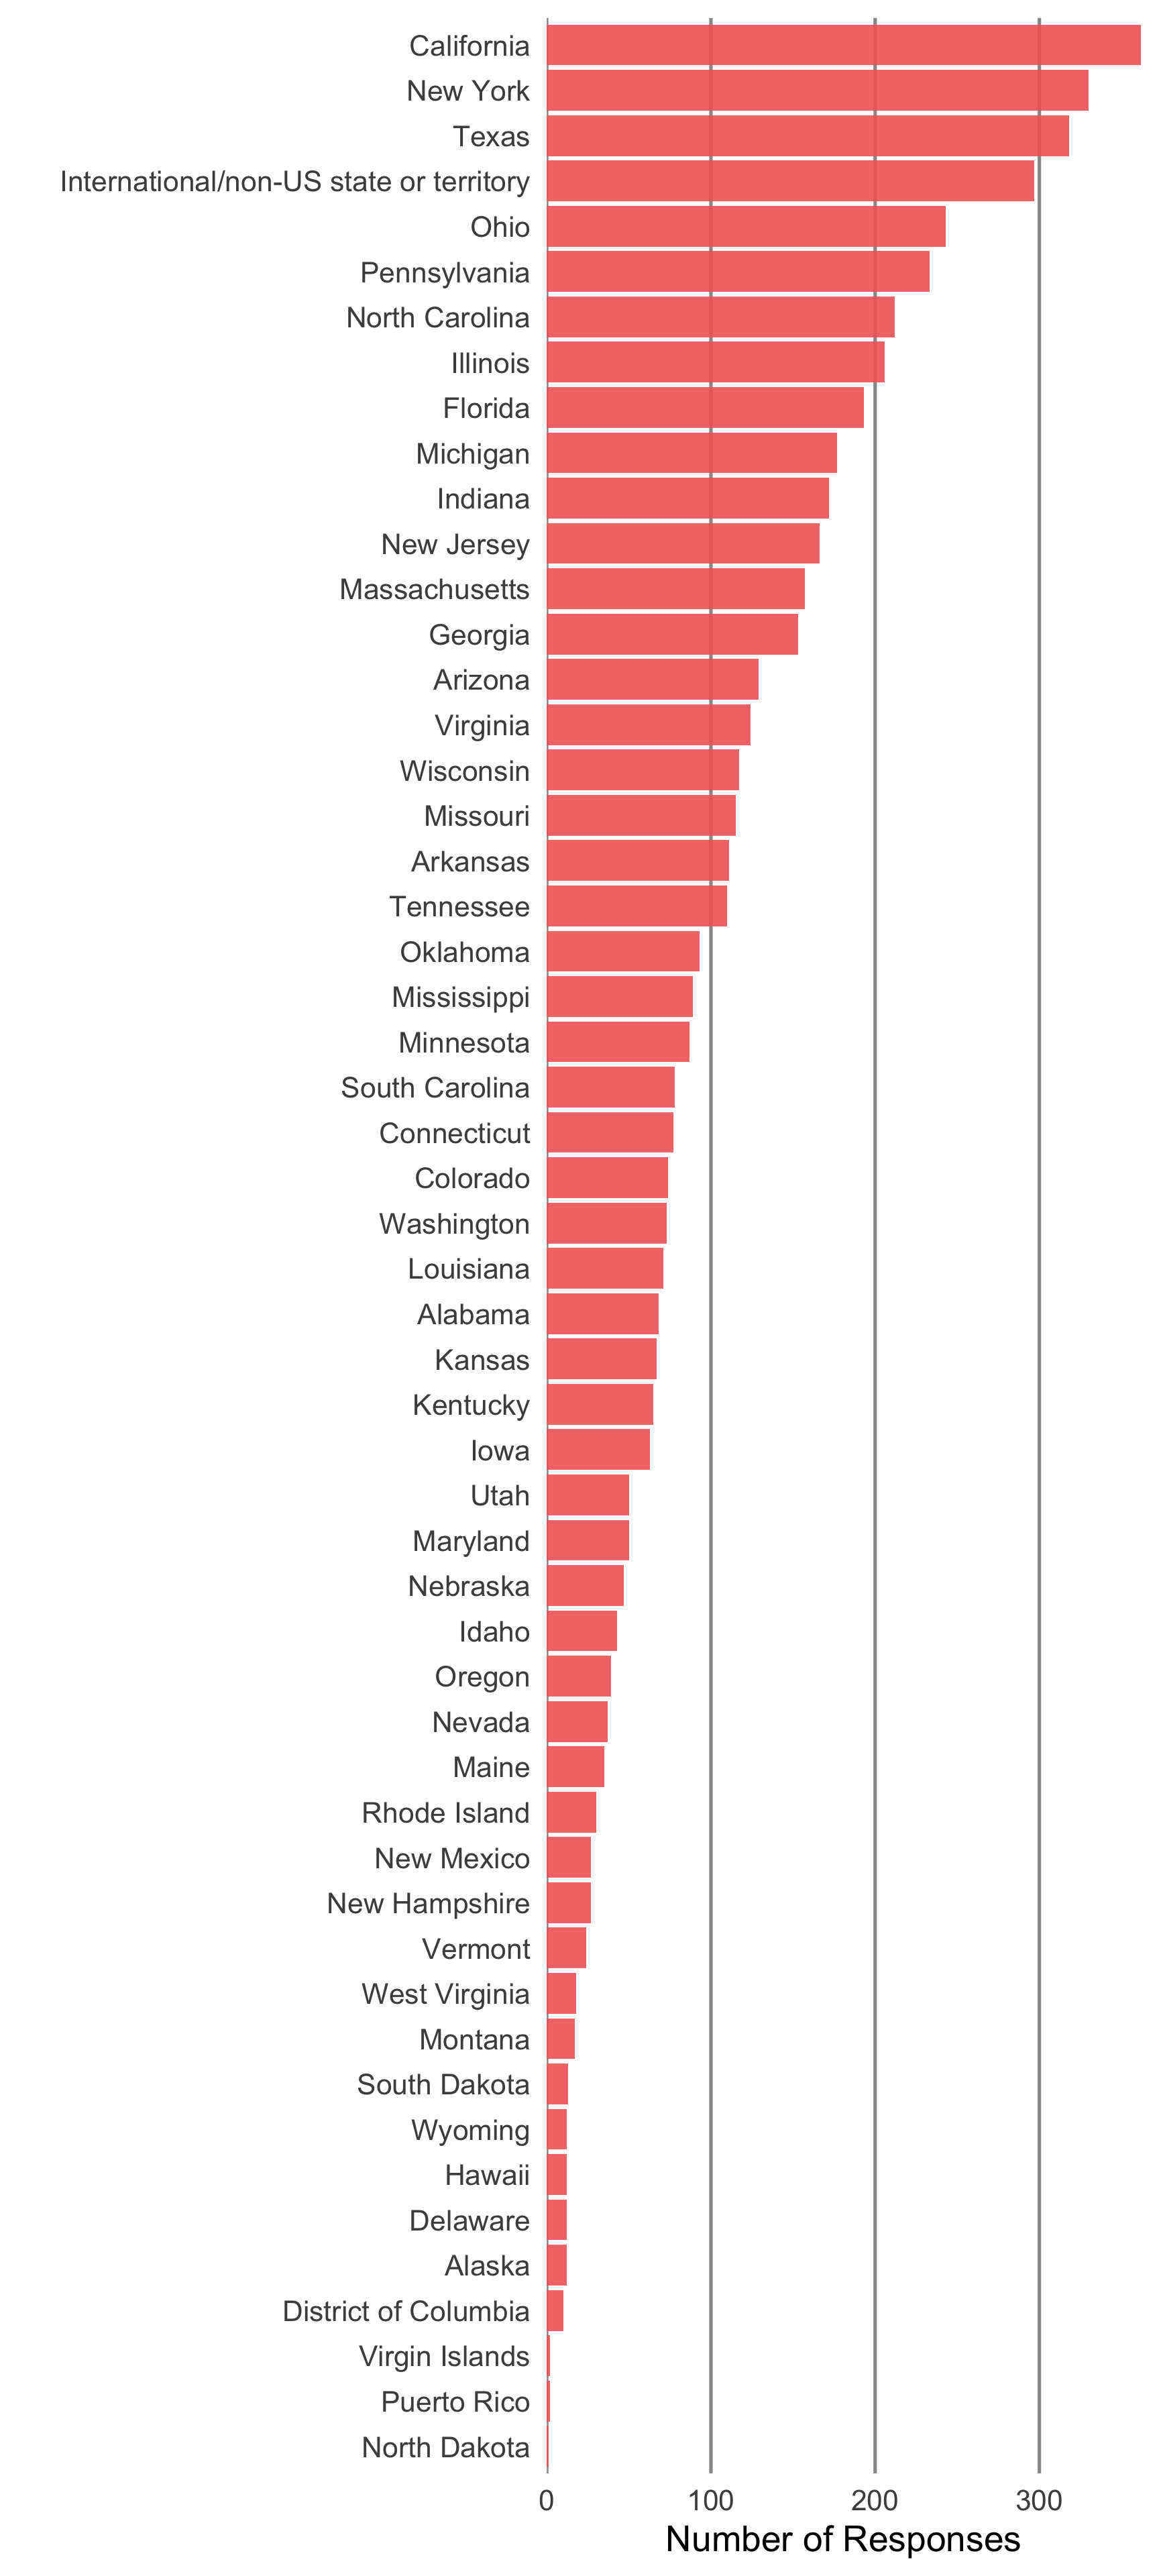 California
New York
Texas
International/non-US state or territory
Ohio
Pennsylvania
North Carolina
Illinois
Florida
Michigan
Indiana
New Jersey
Massachusetts
Georgia
Arizona
Virginia
Wisconsin
Missouri
Arkansas
Tennessee
Oklahoma
Mississippi
Minnesota
South Carolina
Connecticut
Colorado
Washington
Louisiana
Alabama
Kansas
Kentucky
Iowa
Utah
Maryland
Nebraska
Idaho
Oregon
Nevada
Maine
Rhode Island
New Mexico
New Hampshire
Vermont
West Virginia
Montana
South Dakota
Wyoming
Hawaii
Delaware
Alaska
District of Columbia
Virgin Islands
Puerto Rico
North Dakota
0 100 200 300
Number of Responses